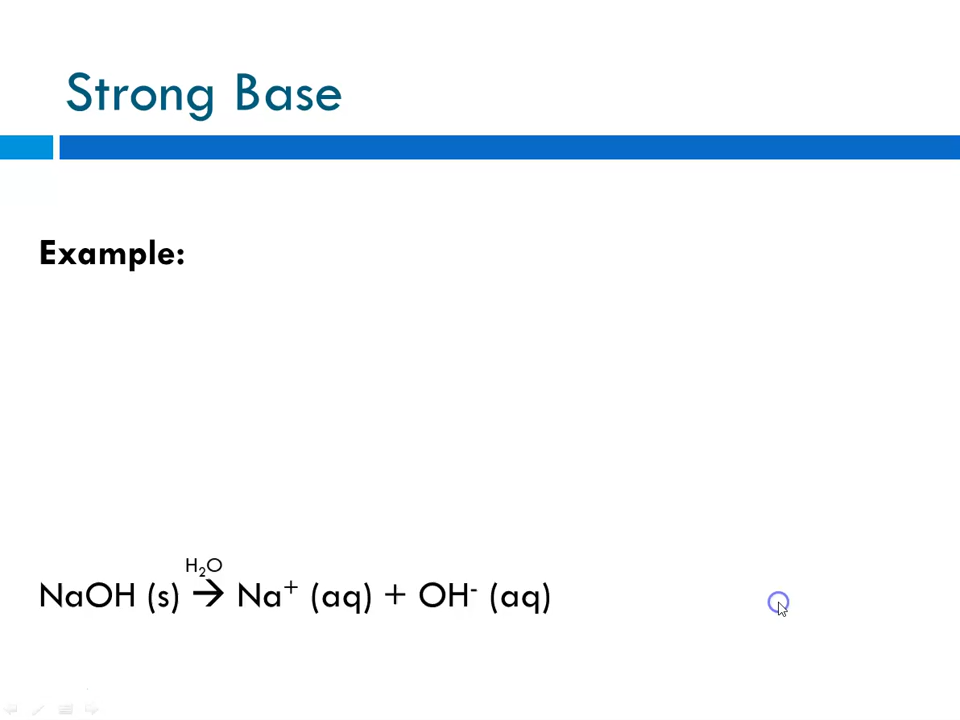 Strong Base
Example:
H₂O
NaOH (s) → Na⁺ (aq) + OH⁻ (aq)